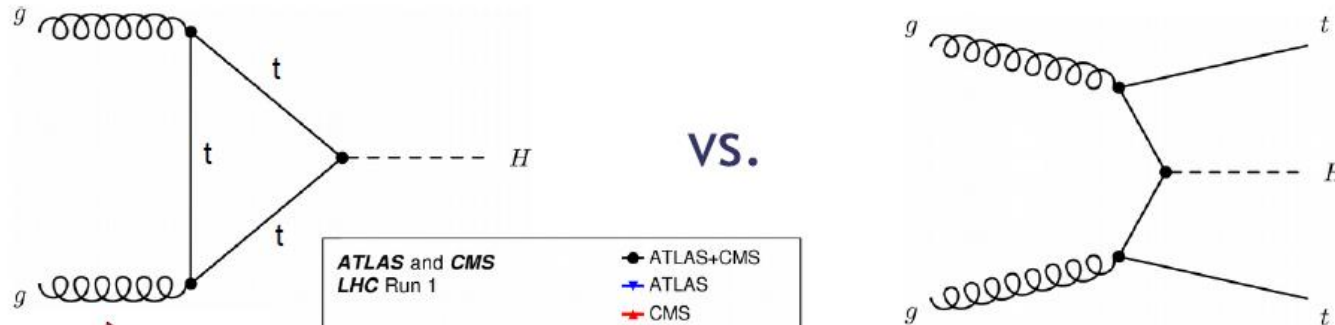 g
t
t
t
H
g
vs.
ATLAS and CMS
LHC Run 1
ATLAS+CMS
ATLAS
CMS
g
t
g
t